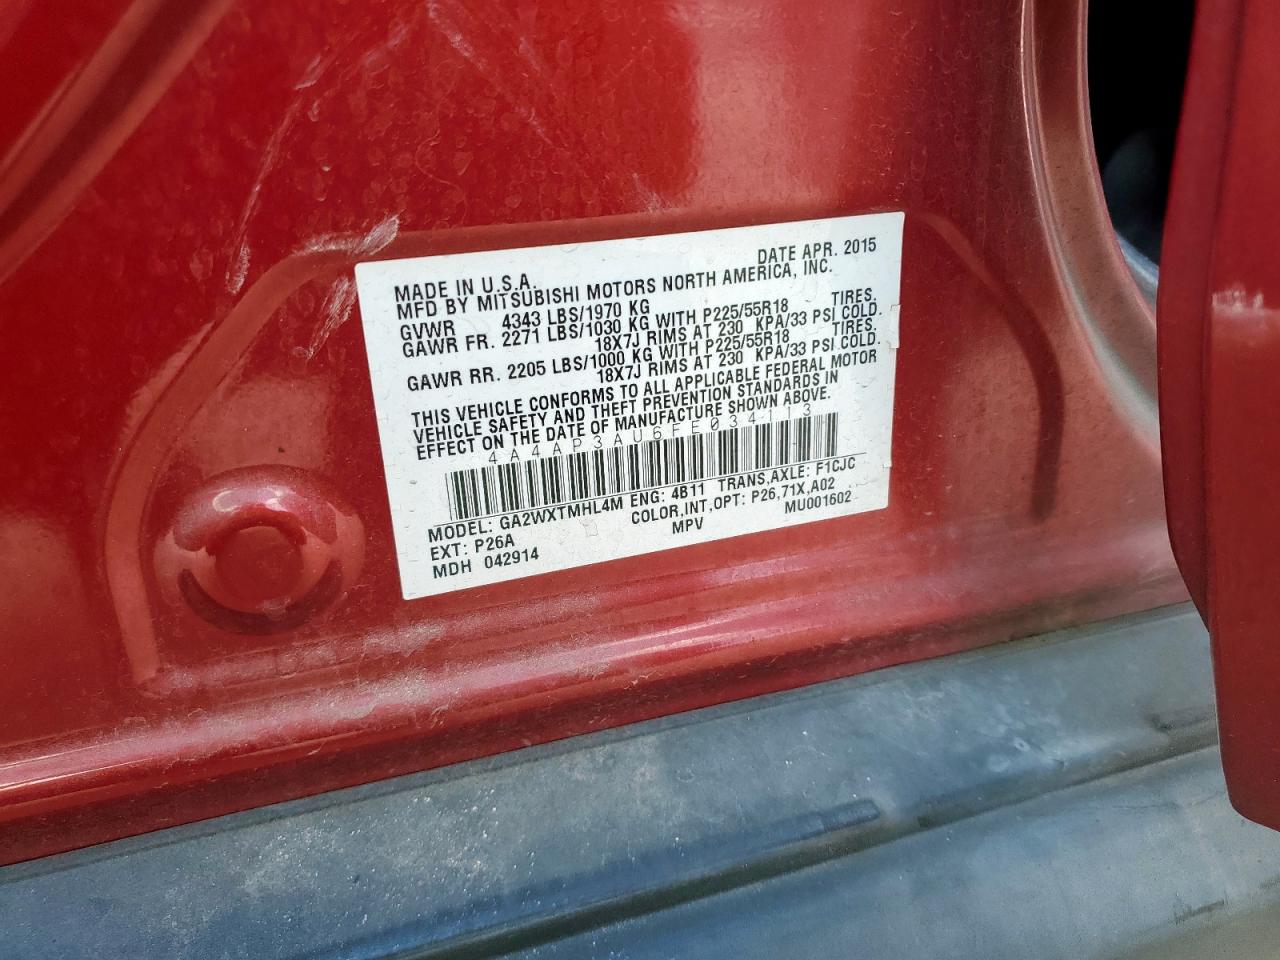 DATE APR. 2015
MADE IN U.S.A.
MFD BY MITSUBISHI MOTORS NORTH AMERICA, INC.
GVWR 4343 LBS/1970 KG
GAWR FR. 2271 LBS/1030 KG WITH P225/55R18 TIRES,
18X7J RIMS AT 230 KPA/33 PSI COLD.
GAWR RR. 2205 LBS/1000 KG WITH P225/55R18 TIRES,
18X7J RIMS AT 230 KPA/33 PSI COLD.
THIS VEHICLE CONFORMS TO ALL APPLICABLE FEDERAL MOTOR
VEHICLE SAFETY AND THEFT PREVENTION STANDARDS IN
EFFECT ON THE DATE OF MANUFACTURE SHOWN ABOVE.
4A4AP3AU6FE034113
MODEL: GA2WXTMHL4M ENG: 4B11 TRANS,AXLE: F1CJC
EXT: P26A COLOR,INT,OPT: P26,71X,A02
MDH 042914 MPV MU001602